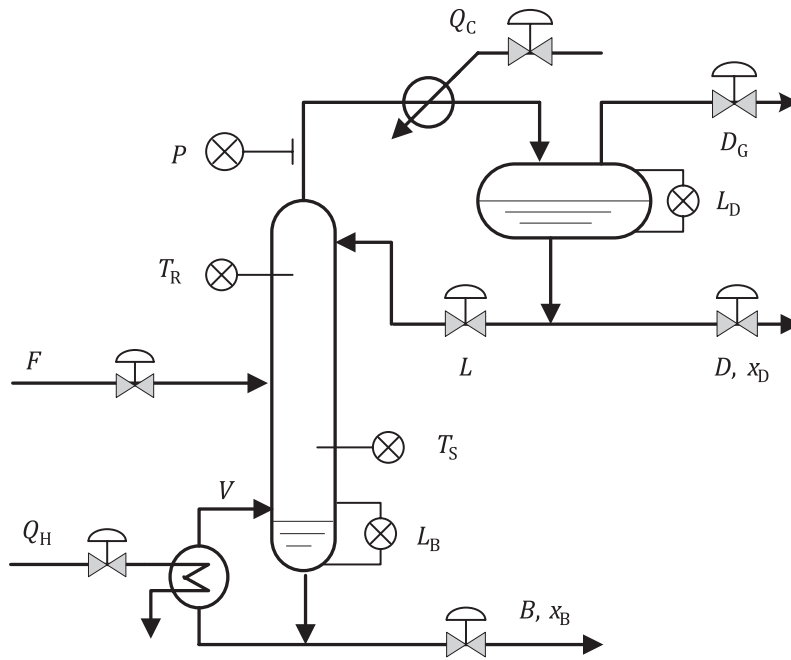 Q_C
P
D_G
L_D
T_R
F
L
D, x_D
T_S
V
Q_H
L_B
B, x_B